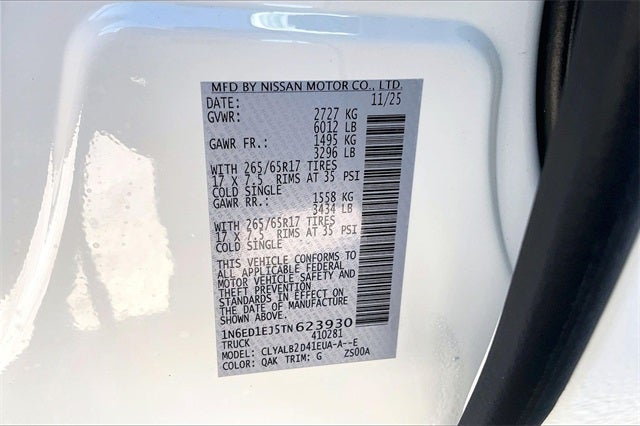 MFD BY NISSAN MOTOR CO., LTD.
DATE: 11/25
GVWR: 2727 KG
6012 LB
GAWR FR.: 1495 KG
3296 LB
WITH 265/65R17 TIRES
17 X 7.5 RIMS AT 35 PSI
COLD SINGLE
GAWR RR.: 1558 KG
3434 LB
WITH 265/65R17 TIRES
17 X 7.5 RIMS AT 35 PSI
COLD SINGLE
THIS VEHICLE CONFORMS TO
ALL APPLICABLE FEDERAL
MOTOR VEHICLE SAFETY AND
THEFT PREVENTION
STANDARDS IN EFFECT ON
THE DATE OF MANUFACTURE
SHOWN ABOVE.
1N6ED1EJ5TN623930
TRUCK 410281
MODEL: CLYALB2D41EUA-A--E
COLOR: QAK TRIM: G ZS00A